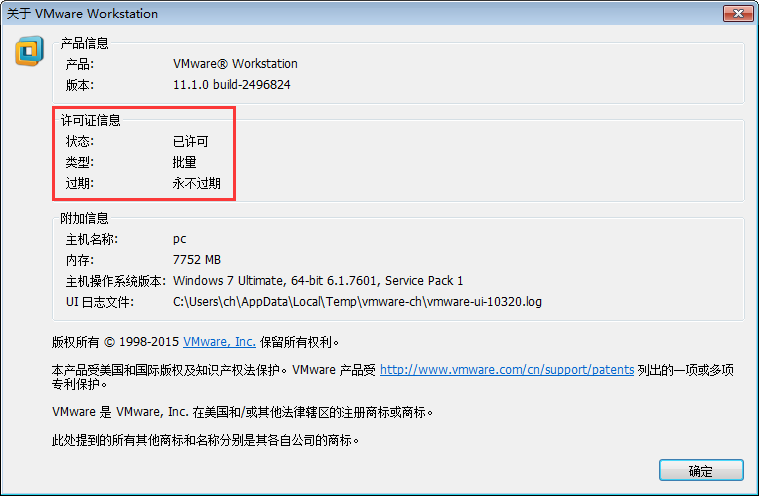 关于 VMware Workstation
产品信息
产品: VMware® Workstation
版本: 11.1.0 build-2496824
许可证信息
状态: 已许可
类型: 批量
过期: 永不过期
附加信息
主机名称: pc
内存: 7752 MB
主机操作系统版本: Windows 7 Ultimate, 64-bit 6.1.7601, Service Pack 1
UI 日志文件: C:\Users\ch\AppData\Local\Temp\vmware-ch\vmware-ui-10320.log
版权所有 © 1998-2015 VMware, Inc. 保留所有权利。
本产品受美国和国际版权及知识产权法保护。VMware 产品受 http://www.vmware.com/cn/support/patents 列出的一项或多项
专利保护。
VMware 是 VMware, Inc. 在美国和/或其他法律辖区的注册商标或商标。
此处提到的所有其他商标和名称分别是其各自公司的商标。
确定